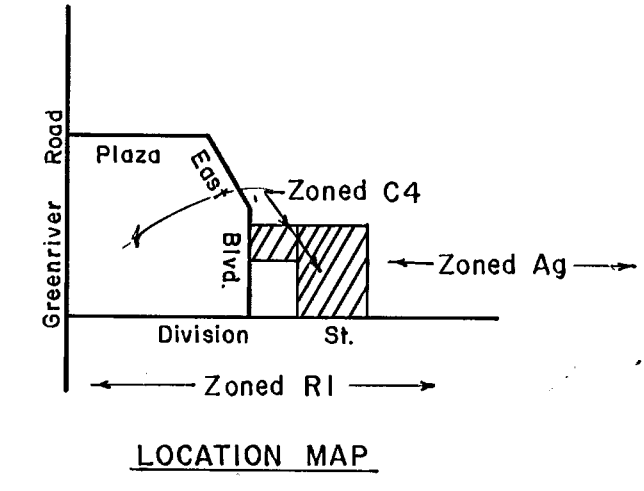 Greenriver Road
Plaza East Blvd.
Zoned C4
Zoned Ag
Division St.
Zoned R1
LOCATION MAP